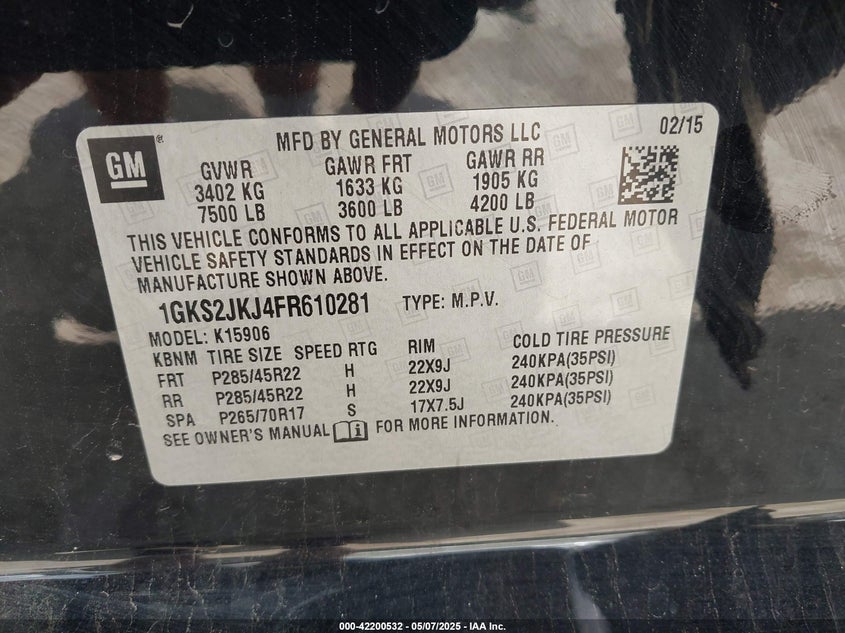 MFD BY GENERAL MOTORS LLC 02/15
GM ®
GVWR GAWR FRT GAWR RR
3402 KG 1633 KG 1905 KG
7500 LB 3600 LB 4200 LB
THIS VEHICLE CONFORMS TO ALL APPLICABLE U.S. FEDERAL MOTOR
VEHICLE SAFETY STANDARDS IN EFFECT ON THE DATE OF
MANUFACTURE SHOWN ABOVE.
1GKS2JKJ4FR610281 TYPE: M.P.V.
MODEL: K15906
KBNM TIRE SIZE SPEED RTG RIM COLD TIRE PRESSURE
FRT P285/45R22 H 22X9J 240KPA(35PSI)
RR P285/45R22 H 22X9J 240KPA(35PSI)
SPA P265/70R17 S 17X7.5J 240KPA(35PSI)
SEE OWNER'S MANUAL i FOR MORE INFORMATION.
000-42200532 - 05/07/2025 - IAA Inc.